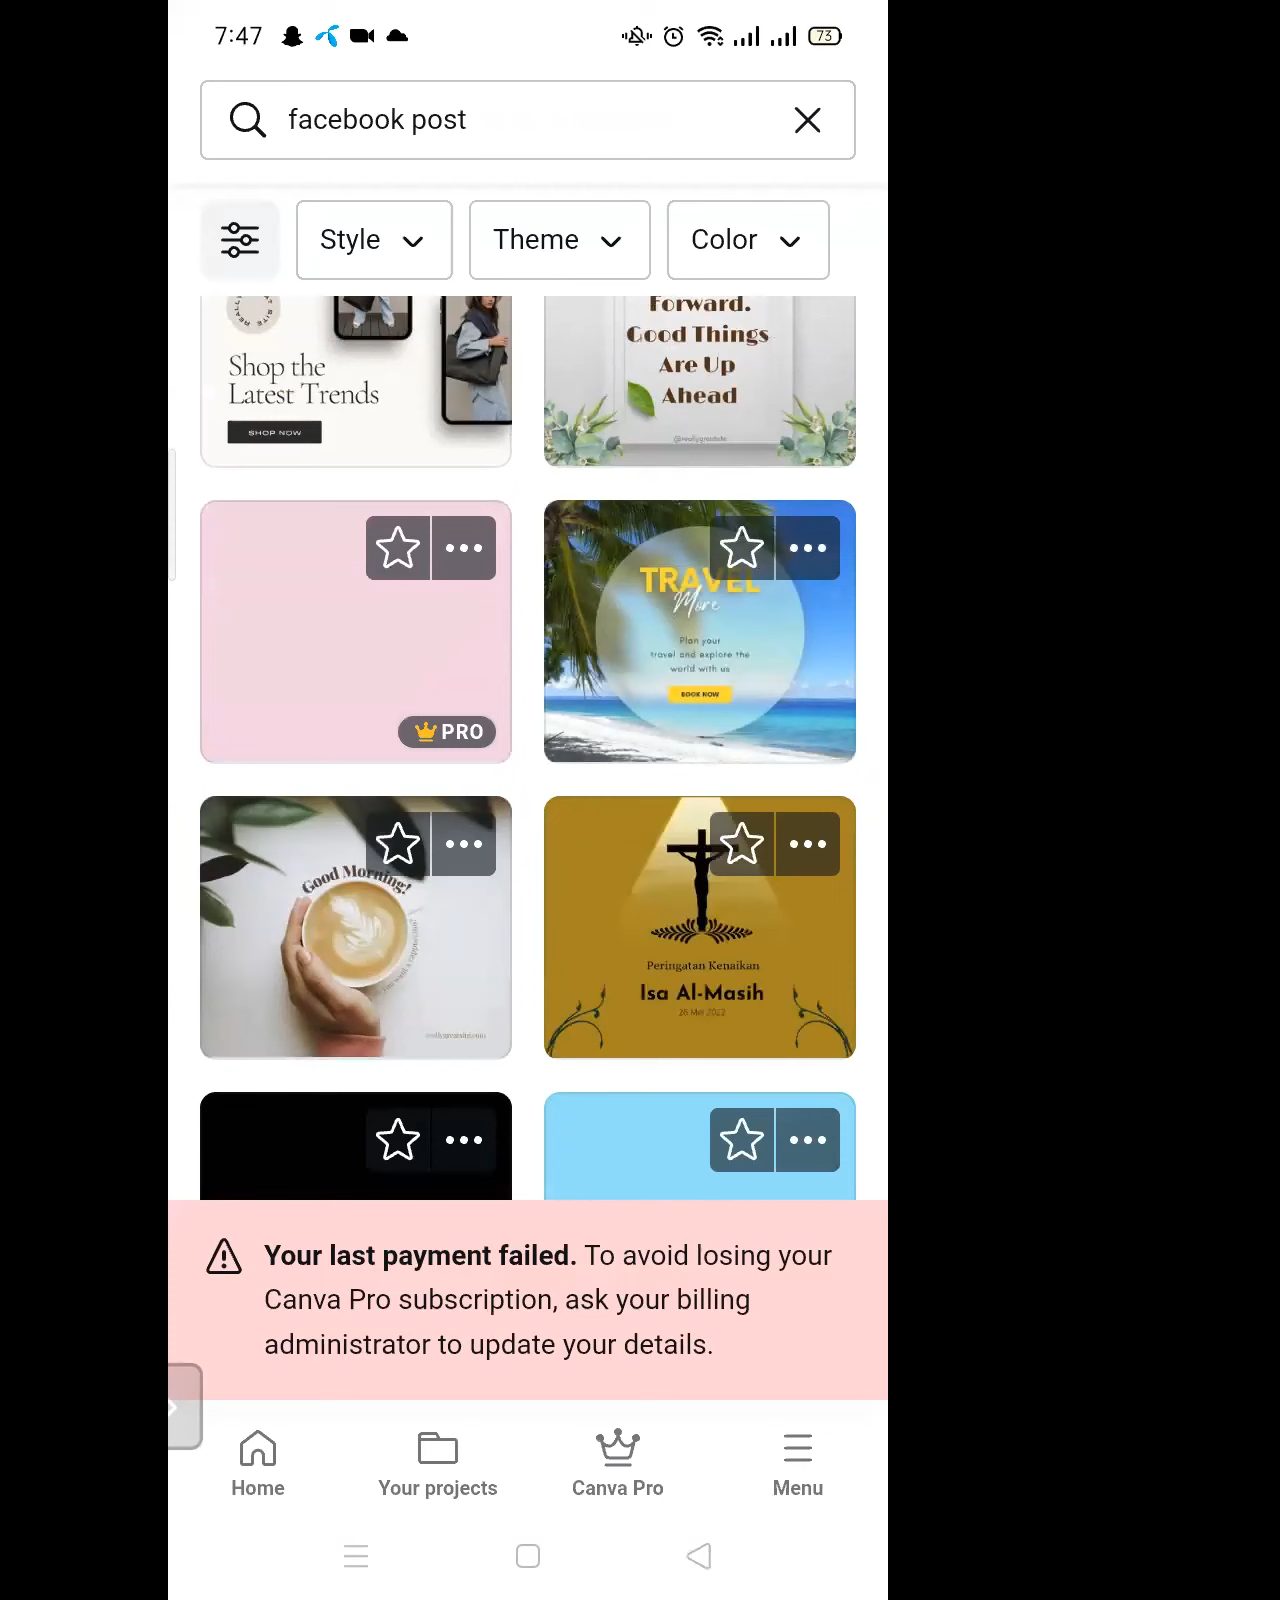 7:47
73
facebook post
Style
Theme
Color
Shop the
Latest Trends
SHOP NOW
Forward.
Good Things
Are Up
Ahead
@reallygreatsite
PRO
TRAVEL
More
Plan your
travel and explore the
world with us
BOOK NOW
Good Morning!
Peringatan Kenaikan
Isa Al-Masih
26 Mei 2022
Your last payment failed. To avoid losing your
Canva Pro subscription, ask your billing
administrator to update your details.
Home
Your projects
Canva Pro
Menu